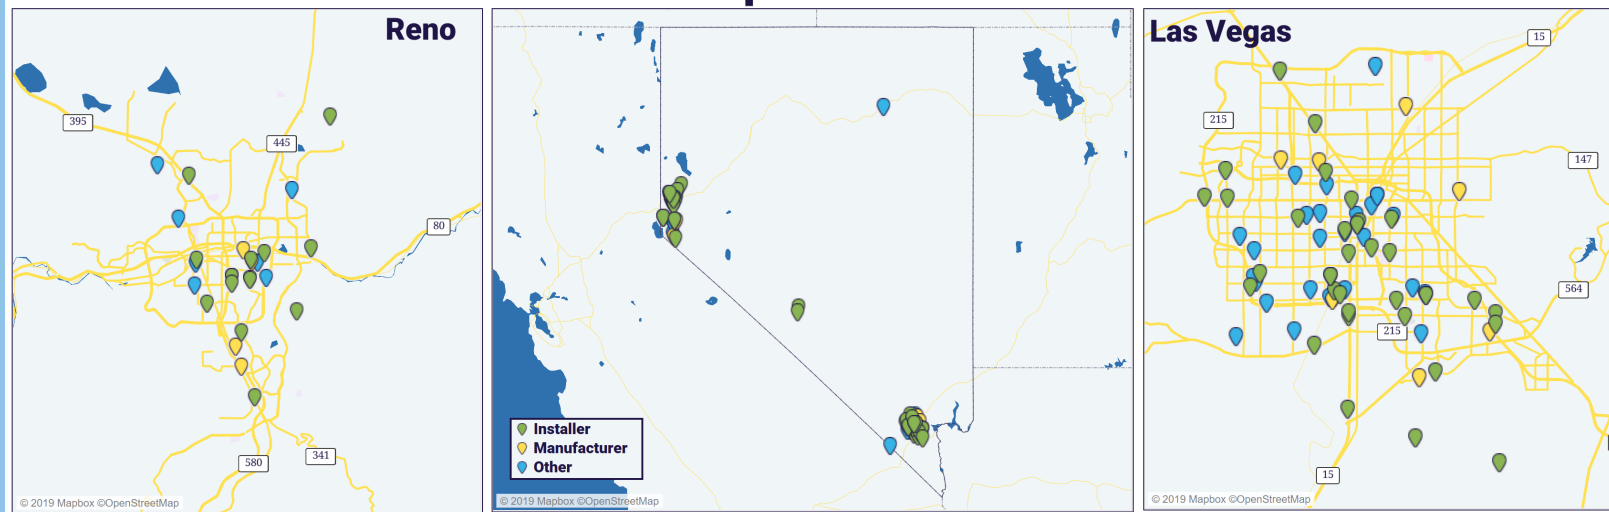 Reno
395
445
80
580
341
© 2019 Mapbox ©OpenStreetMap
Installer
Manufacturer
Other
© 2019 Mapbox ©OpenStreetMap
Las Vegas
15
215
147
564
215
15
© 2019 Mapbox ©OpenStreetMap